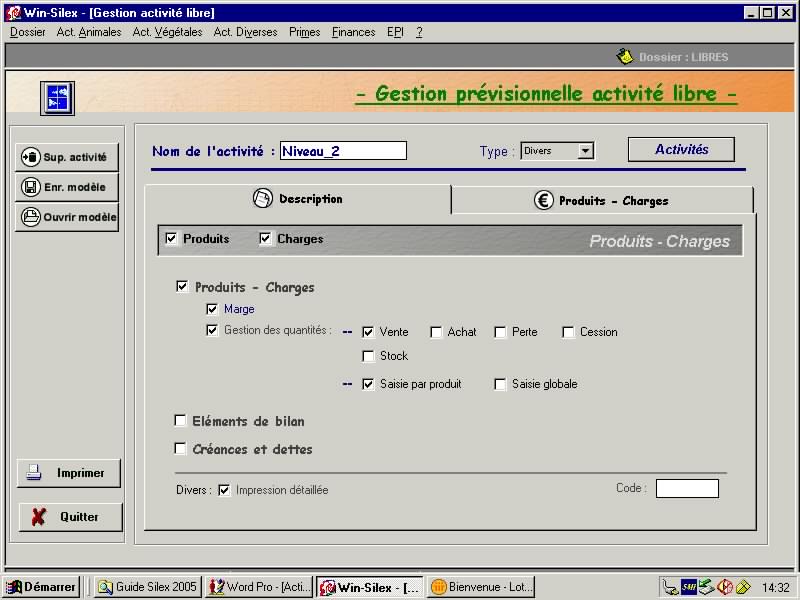 Win-Silex - [Gestion activité libre]
Dossier Act. Animales Act. Végétales Act. Diverses Primes Finances EPI ?
Dossier : LIBRES
- Gestion prévisionnelle activité libre -
Nom de l'activité : Niveau_2 Type : Divers Activités
Sup. activité
Enr. modèle
Ouvrir modèle
Description € Produits - Charges
Produits Charges Produits - Charges
Produits - Charges
Marge
Gestion des quantités : -- Vente Achat Perte Cession
Stock
-- Saisie par produit Saisie globale
Eléments de bilan
Créances et dettes
Divers : Impression détaillée Code :
Imprimer
Quitter
Démarrer Guide Silex 2005 Word Pro - [Acti... Win-Silex - [... Bienvenue - Lot... 14:32